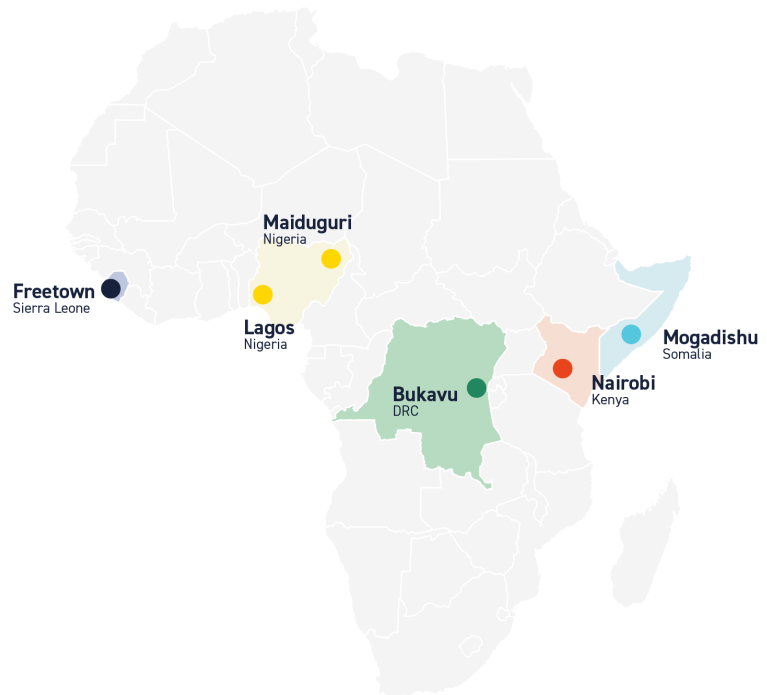 Maiduguri
Nigeria
Freetown
Sierra Leone
Lagos
Nigeria
Mogadishu
Somalia
Nairobi
Kenya
Bukavu
DRC